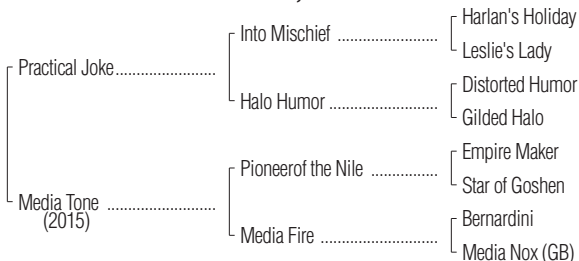 Harlan's Holiday
Into Mischief ....................
Leslie's Lady
Practical Joke....................
Distorted Humor
Halo Humor ....................
Gilded Halo
Empire Maker
Pioneerof the Nile ....................
Star of Goshen
Media Tone ....................
(2015)
Bernardini
Media Fire ....................
Media Nox (GB)